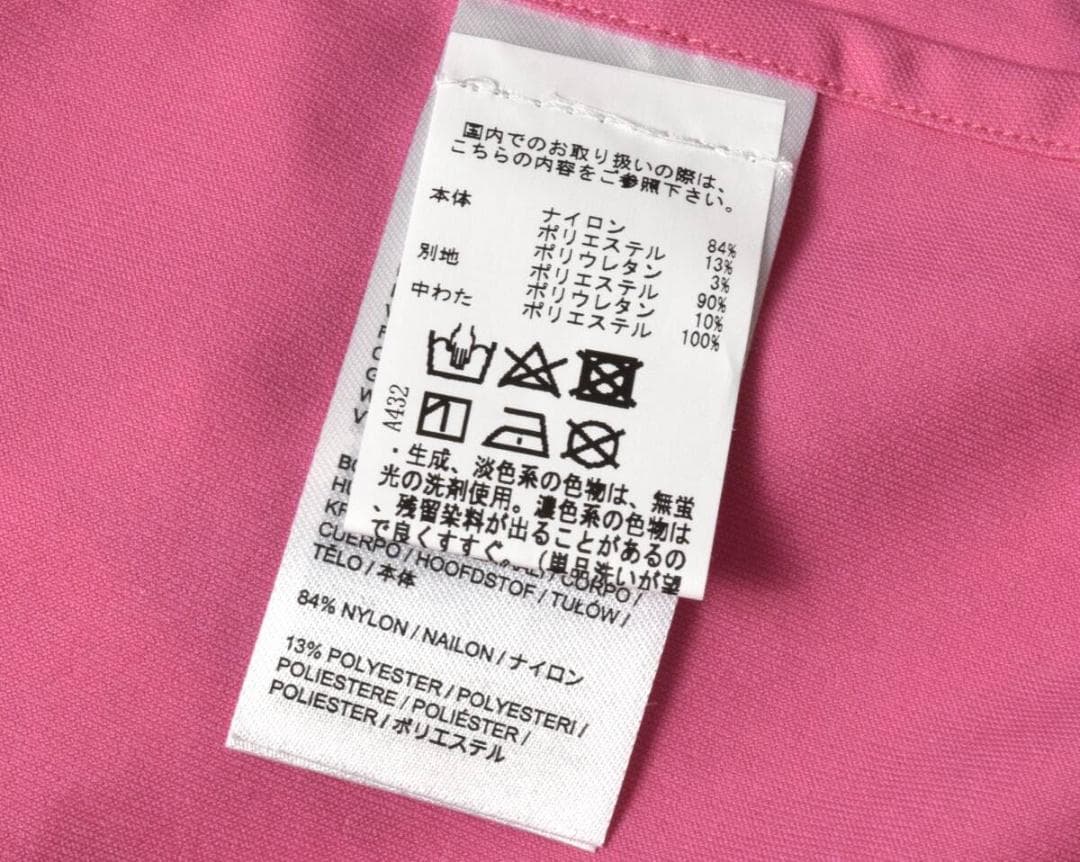 国内でのお取り扱いの際は、
こちらの内容をご参照下さい。
本体 ナイロン 84%
ポリエステル 13%
ポリウレタン 3%
別地 ポリエステル 90%
ポリウレタン 10%
中わた ポリエステル 100%
A432
・生成、淡色系の色物は、無蛍
光の洗剤使用。濃色系の色物は
、残留染料が出ることがあるの
で良くすすぐ。(単品洗いが望
CORPO /
CUERPO / HOOFDSTOF / TUŁÓW /
TĚLO / 本体
84% NYLON / NAILON / ナイロン
13% POLYESTER / POLYESTERI /
POLIESTERE / POLIÉSTER /
POLIESTER / ポリエステル